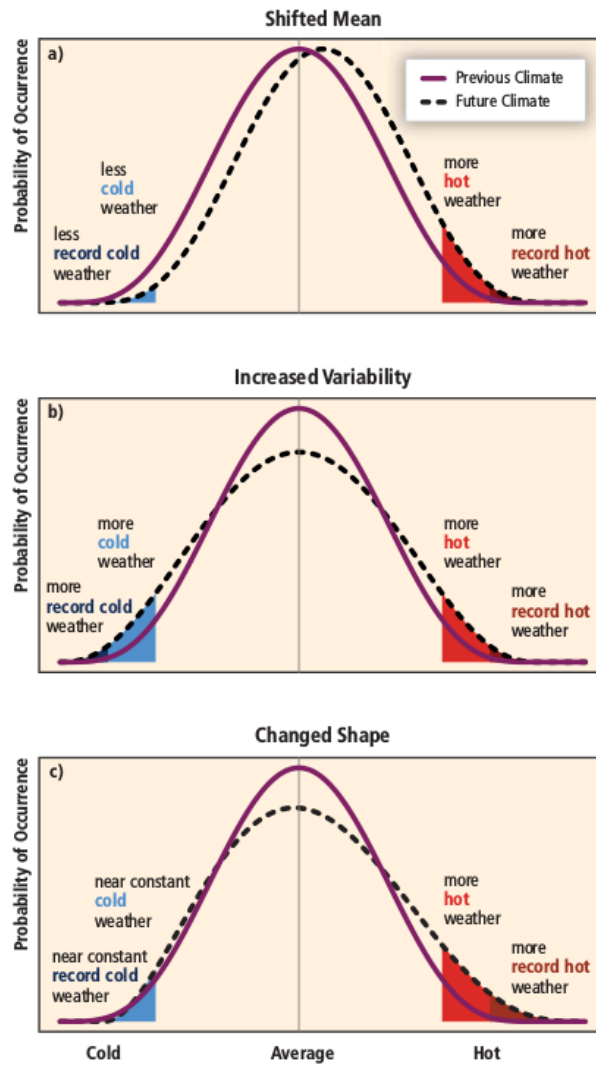 Shifted Mean
a)
Previous Climate
Future Climate
Probability of Occurrence
less
cold
weather
less
record cold
weather
more
hot
weather
more
record hot
weather
Increased Variability
b)
Probability of Occurrence
more
cold
weather
more
record cold
weather
more
hot
weather
more
record hot
weather
Changed Shape
c)
Probability of Occurrence
near constant
cold
weather
near constant
record cold
weather
more
hot
weather
more
record hot
weather
Cold
Average
Hot